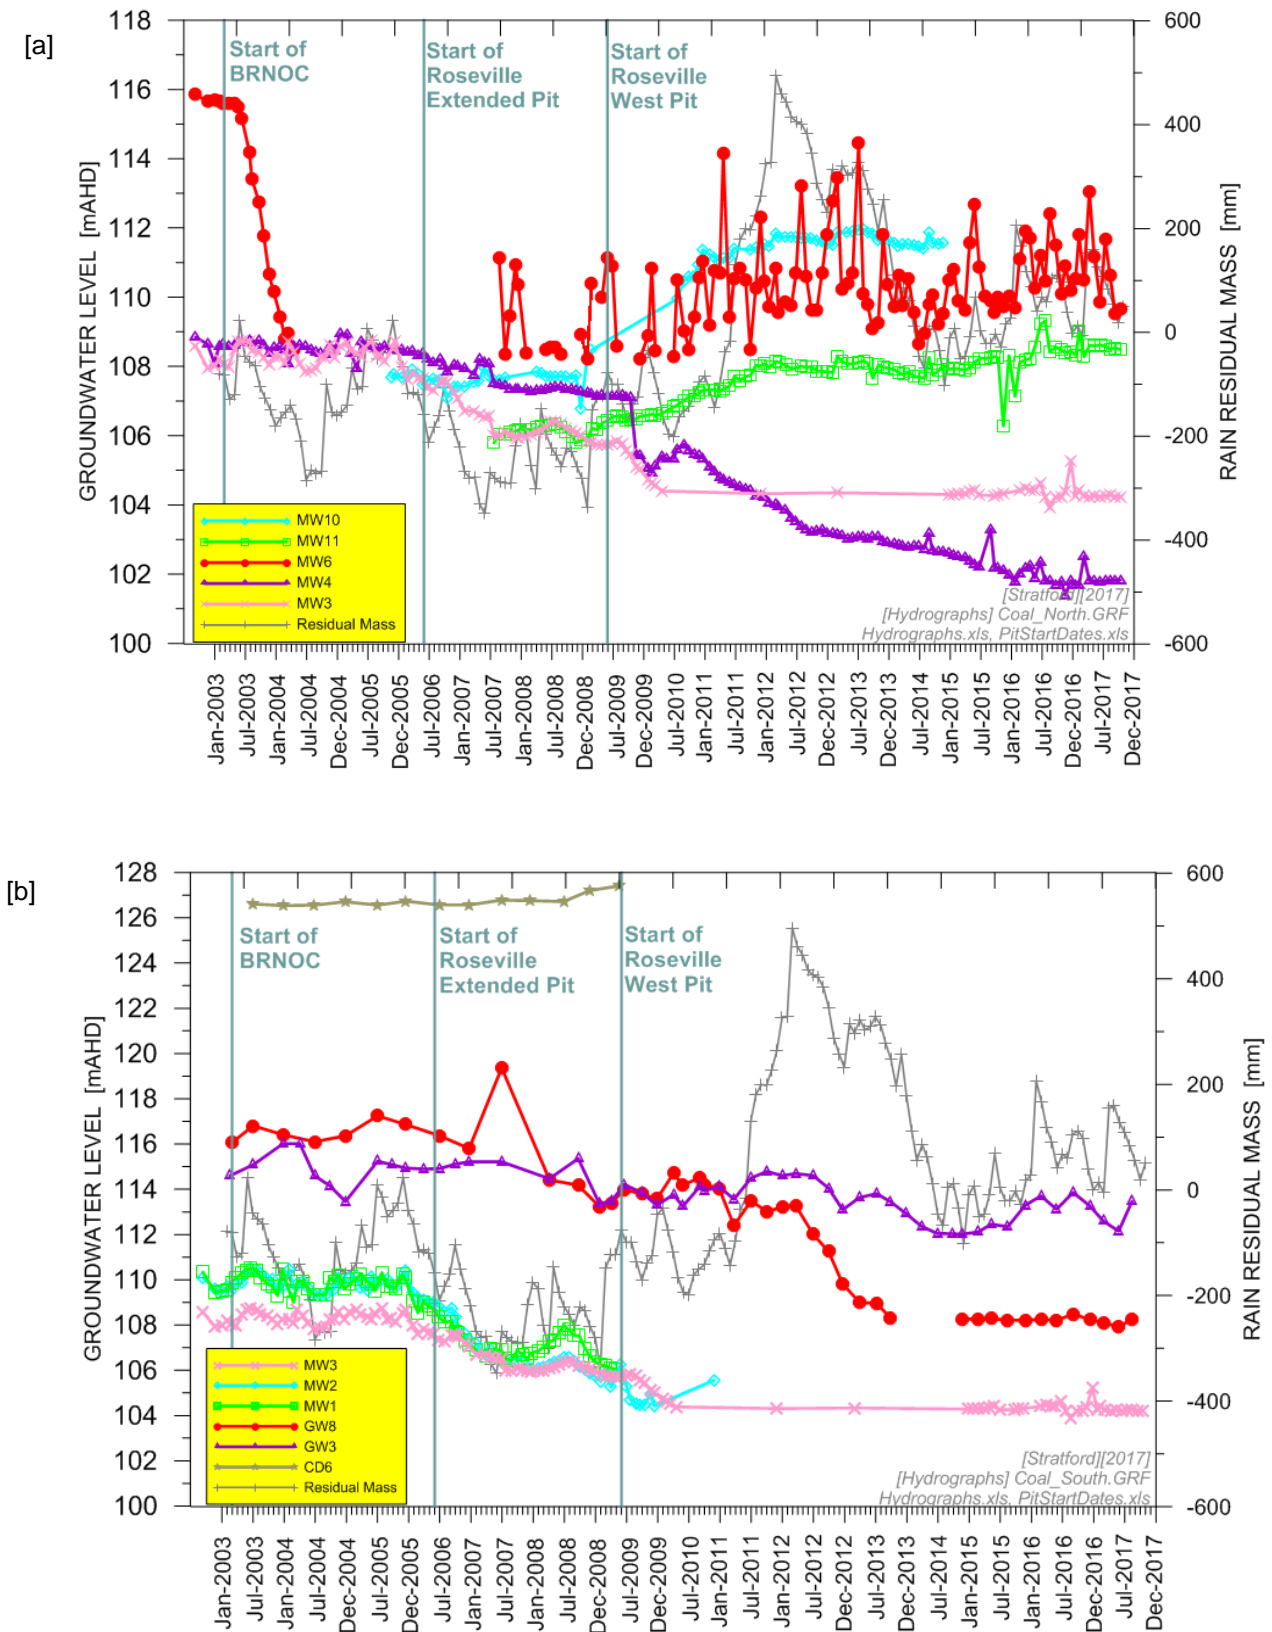 [a]
118
116
114
112
110
108
106
104
102
100
GROUNDWATER LEVEL [mAHD]
Start of
BRNOC
Start of
Roseville
Extended Pit
Start of
Roseville
West Pit
600
400
200
0
-200
-400
-600
RAIN RESIDUAL MASS [mm]
MW10
MW11
MW6
MW4
MW3
Residual Mass
[Stratford][2017]
[Hydrographs] Coal_North.GRF
Hydrographs.xls, PitStartDates.xls
Jan-2003
Jul-2003
Jan-2004
Jul-2004
Dec-2004
Jul-2005
Dec-2005
Jul-2006
Jan-2007
Jul-2007
Jan-2008
Jul-2008
Dec-2008
Jul-2009
Dec-2009
Jul-2010
Jan-2011
Jul-2011
Jan-2012
Jul-2012
Dec-2012
Jul-2013
Dec-2013
Jul-2014
Jan-2015
Jul-2015
Jan-2016
Jul-2016
Dec-2016
Jul-2017
Dec-2017
[b]
128
126
124
122
120
118
116
114
112
110
108
106
104
102
100
GROUNDWATER LEVEL [mAHD]
Start of
BRNOC
Start of
Roseville
Extended Pit
Start of
Roseville
West Pit
600
400
200
0
-200
-400
-600
RAIN RESIDUAL MASS [mm]
MW3
MW2
MW1
GW8
GW3
CD6
Residual Mass
[Stratford][2017]
[Hydrographs] Coal_South.GRF
Hydrographs.xls, PitStartDates.xls
Jan-2003
Jul-2003
Jan-2004
Jul-2004
Dec-2004
Jul-2005
Dec-2005
Jul-2006
Jan-2007
Jul-2007
Jan-2008
Jul-2008
Dec-2008
Jul-2009
Dec-2009
Jul-2010
Jan-2011
Jul-2011
Jan-2012
Jul-2012
Dec-2012
Jul-2013
Dec-2013
Jul-2014
Jan-2015
Jul-2015
Jan-2016
Jul-2016
Dec-2016
Jul-2017
Dec-2017